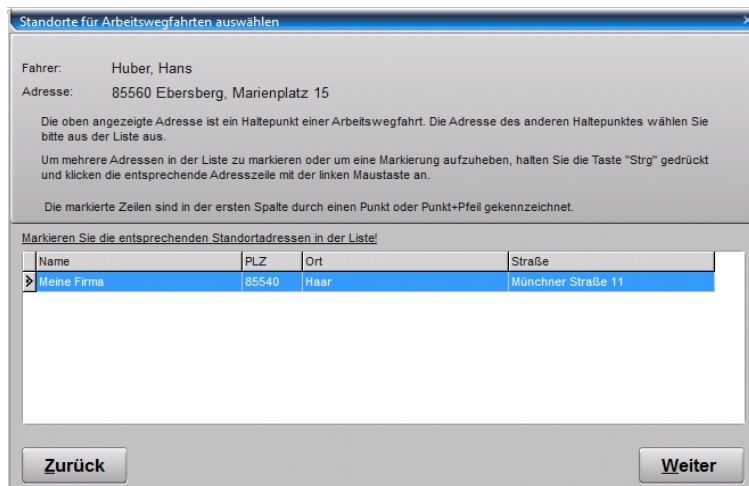 Standorte für Arbeitswegfahrten auswählen
Fahrer: Huber, Hans
Adresse: 85560 Ebersberg, Marienplatz 15
Die oben angezeigte Adresse ist ein Haltepunkt einer Arbeitswegfahrt. Die Adresse des anderen Haltepunktes wählen Sie
bitte aus der Liste aus.
Um mehrere Adressen in der Liste zu markieren oder um eine Markierung aufzuheben, halten Sie die Taste "Strg" gedrückt
und klicken die entsprechende Adresszeile mit der linken Maustaste an.
Die markierte Zeilen sind in der ersten Spalte durch einen Punkt oder Punkt+Pfeil gekennzeichnet.
Markieren Sie die entsprechenden Standortadressen in der Liste!
Name PLZ Ort Straße
Meine Firma 85540 Haar Münchner Straße 11
Zurück Weiter